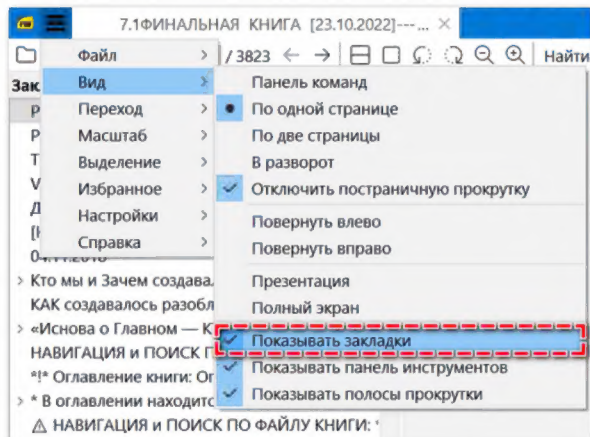 7.1ФИНАЛЬНАЯ КНИГА [23.10.2022]---...
/ 3823
Найти
Зак
Файл
Вид
Переход
Масштаб
Выделение
Избранное
Настройки
Справка
Панель команд
По одной странице
По две страницы
В разворот
Отключить постраничную прокрутку
Повернуть влево
Повернуть вправо
Презентация
Полный экран
Показывать закладки
Показывать панель инструментов
Показывать полосы прокрутки
Кто мы и Зачем создава
КАК создавалось разобл
«Иснова о Главном — К
НАВИГАЦИЯ и ПОИСК П
*!* Оглавление книги: Ог
* В оглавлении находитс
⚠ НАВИГАЦИЯ и ПОИСК ПО ФАЙЛУ КНИГИ: *